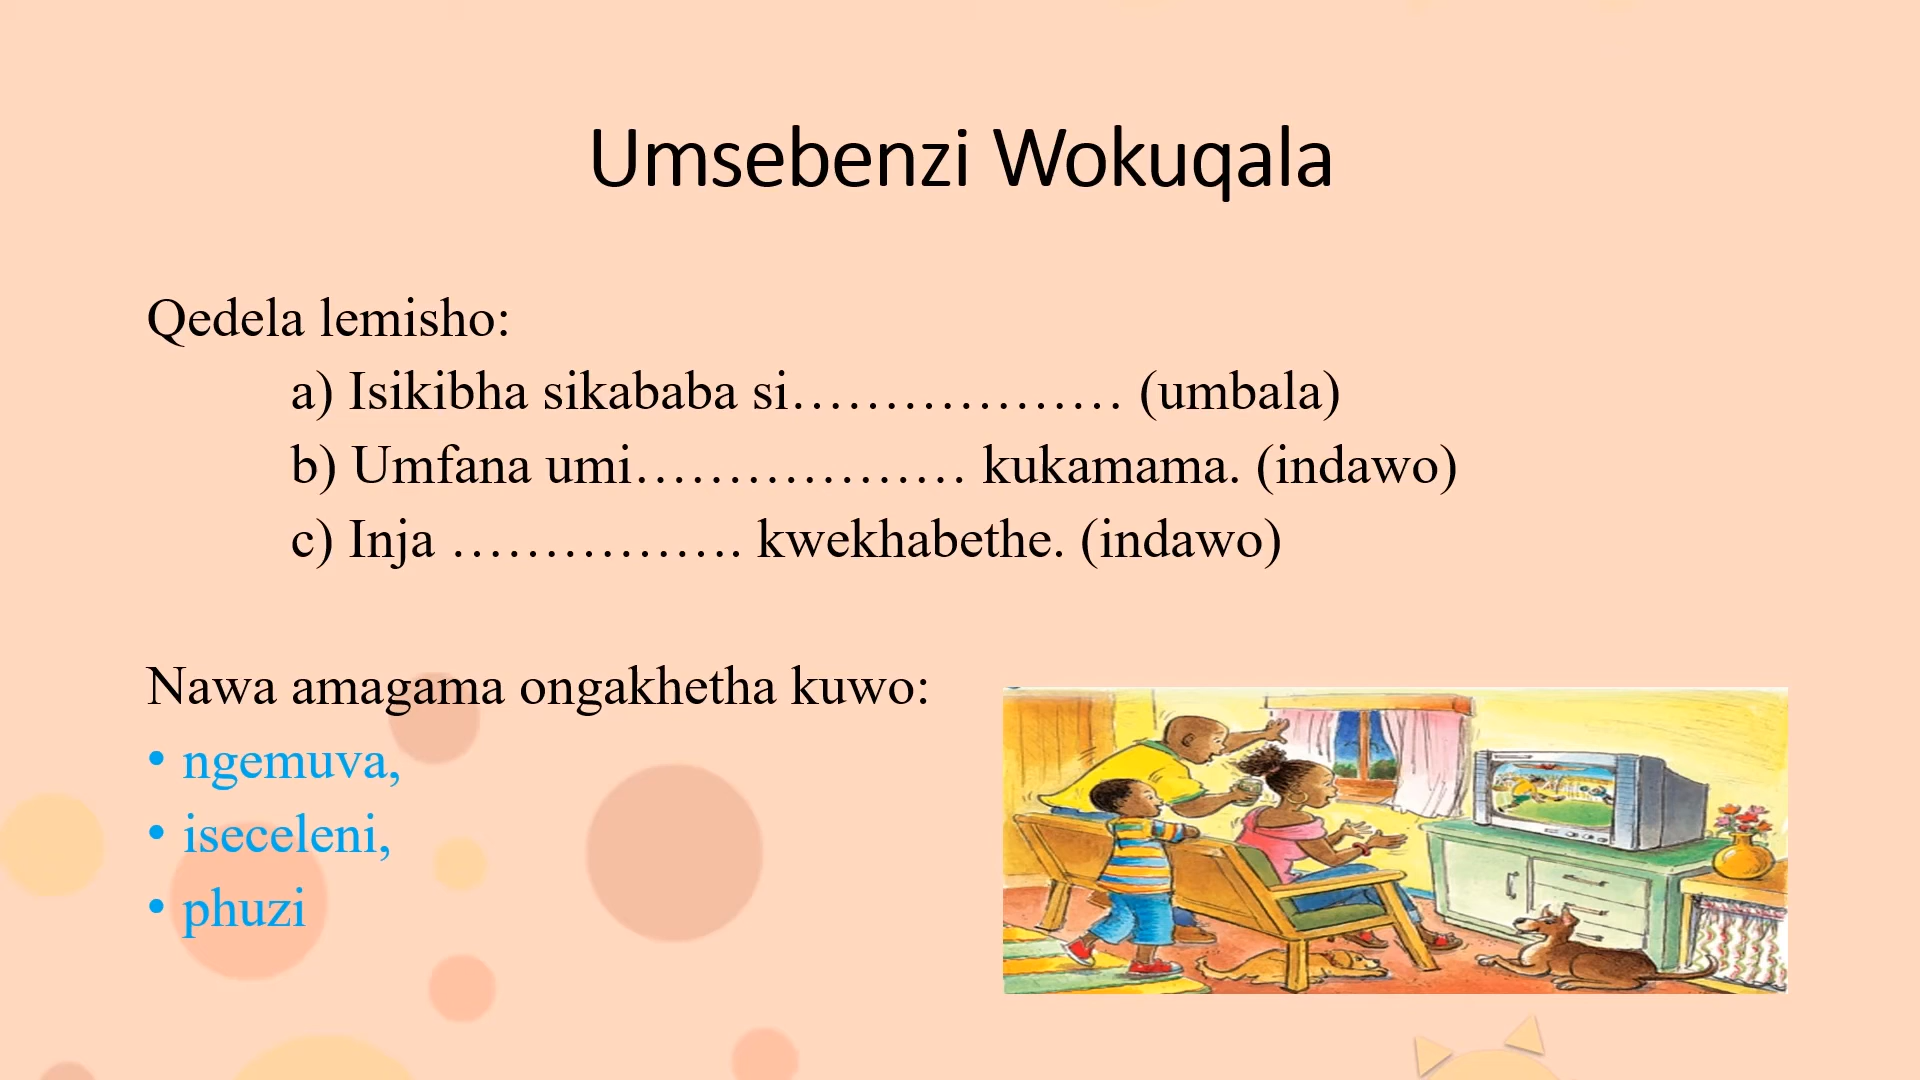 Umsebenzi Wokuqala
Qedela lemisho:
a) Isikibha sikababa si……………… (umbala)
b) Umfana umi……………… kukamama. (indawo)
c) Inja ……………. kwekhabethe. (indawo)
Nawa amagama ongakhetha kuwo:
• ngemuva,
• iseceleni,
• phuzi